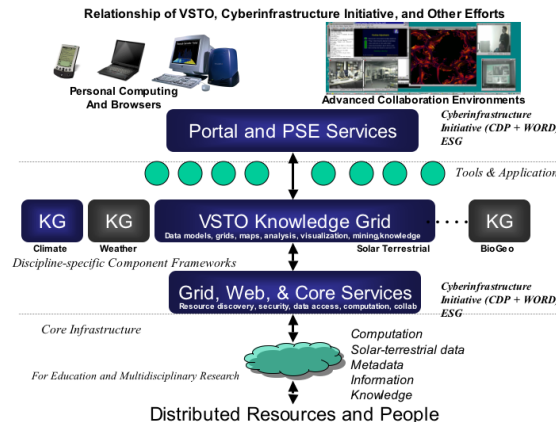 Relationship of VSTO, Cyberinfrastructure Initiative, and Other Efforts
Personal Computing
And Browsers
Advanced Collaboration Environments
Portal and PSE Services
Cyberinfrastructure
Initiative (CDP + WORD)
ESG
Tools & Application
KG
KG
VSTO Knowledge Grid
Data models, grids, maps, analysis, visualization, mining,knowledge
KG
Climate
Weather
Solar Terrestrial
BioGeo
Discipline-specific Component Frameworks
Grid, Web, & Core Services
Resource discovery, security, data access, computation, collab
Cyberinfrastructure
Initiative (CDP + WORD)
ESG
Core Infrastructure
Computation
Solar-terrestrial data
Metadata
Information
Knowledge
For Education and Multidisciplinary Research
Distributed Resources and People